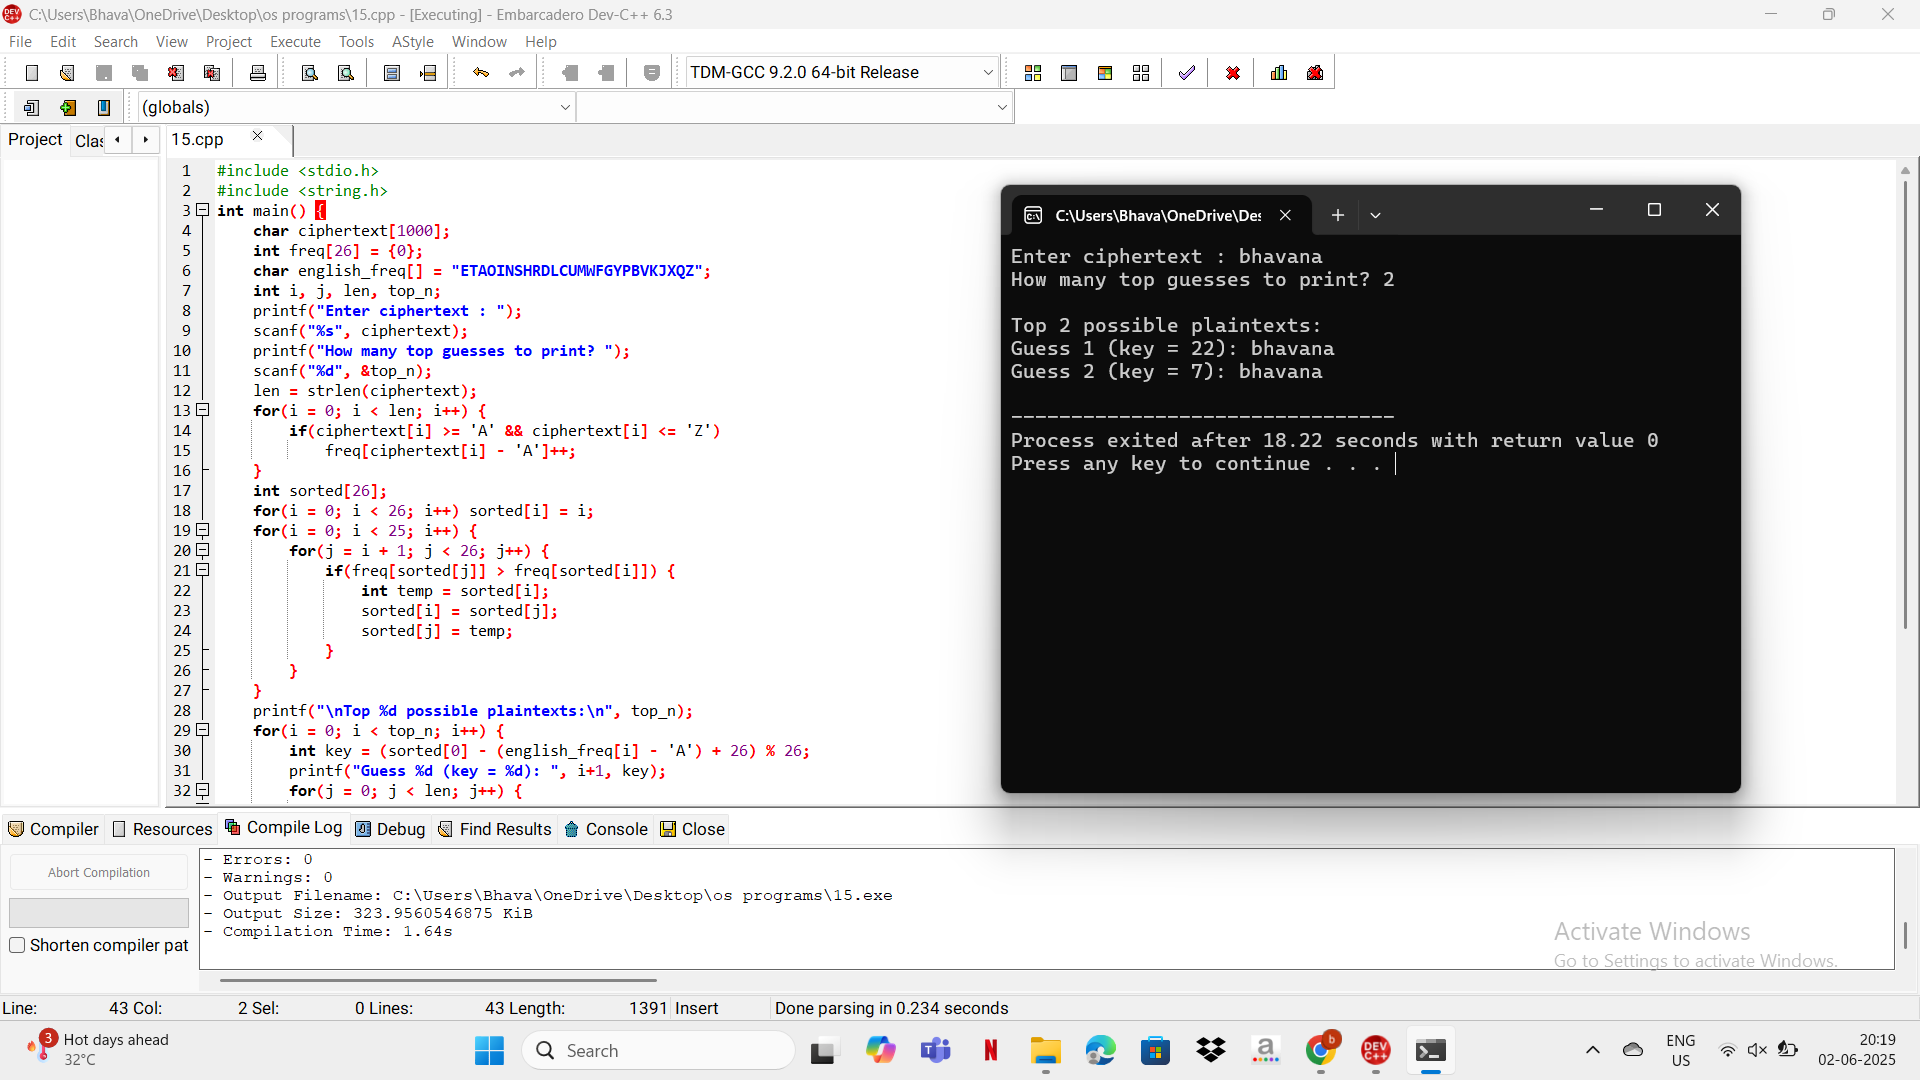 C:\Users\Bhava\OneDrive\Desktop\os programs\15.cpp - [Executing] - Embarcadero Dev-C++ 6.3
File Edit Search View Project Execute Tools AStyle Window Help
TDM-GCC 9.2.0 64-bit Release
(globals)
Project Clas 15.cpp
1 #include <stdio.h>
2 #include <string.h>
3 int main() {
4 char ciphertext[1000];
5 int freq[26] = {0};
6 char english_freq[] = "ETAOINSHRDLCUMWFGYPBVKJXQZ";
7 int i, j, len, top_n;
8 printf("Enter ciphertext : ");
9 scanf("%s", ciphertext);
10 printf("How many top guesses to print? ");
11 scanf("%d", &top_n);
12 len = strlen(ciphertext);
13 for(i = 0; i < len; i++) {
14 if(ciphertext[i] >= 'A' && ciphertext[i] <= 'Z')
15 freq[ciphertext[i] - 'A']++;
16 }
17 int sorted[26];
18 for(i = 0; i < 26; i++) sorted[i] = i;
19 for(i = 0; i < 25; i++) {
20 for(j = i + 1; j < 26; j++) {
21 if(freq[sorted[j]] > freq[sorted[i]]) {
22 int temp = sorted[i];
23 sorted[i] = sorted[j];
24 sorted[j] = temp;
25 }
26 }
27 }
28 printf("\nTop %d possible plaintexts:\n", top_n);
29 for(i = 0; i < top_n; i++) {
30 int key = (sorted[0] - (english_freq[i] - 'A') + 26) % 26;
31 printf("Guess %d (key = %d): ", i+1, key);
32 for(j = 0; j < len; j++) {
C:\Users\Bhava\OneDrive\Des
Enter ciphertext : bhavana
How many top guesses to print? 2
Top 2 possible plaintexts:
Guess 1 (key = 22): bhavana
Guess 2 (key = 7): bhavana
--------------------------------
Process exited after 18.22 seconds with return value 0
Press any key to continue . . .
Compiler Resources Compile Log Debug Find Results Console Close
Abort Compilation
Shorten compiler pat
- Errors: 0
- Warnings: 0
- Output Filename: C:\Users\Bhava\OneDrive\Desktop\os programs\15.exe
- Output Size: 323.9560546875 KiB
- Compilation Time: 1.64s
Activate Windows
Go to Settings to activate Windows.
Line: 43 Col: 2 Sel: 0 Lines: 43 Length: 1391 Insert Done parsing in 0.234 seconds
3 Hot days ahead
32°C
Search
ENG
US
20:19
02-06-2025